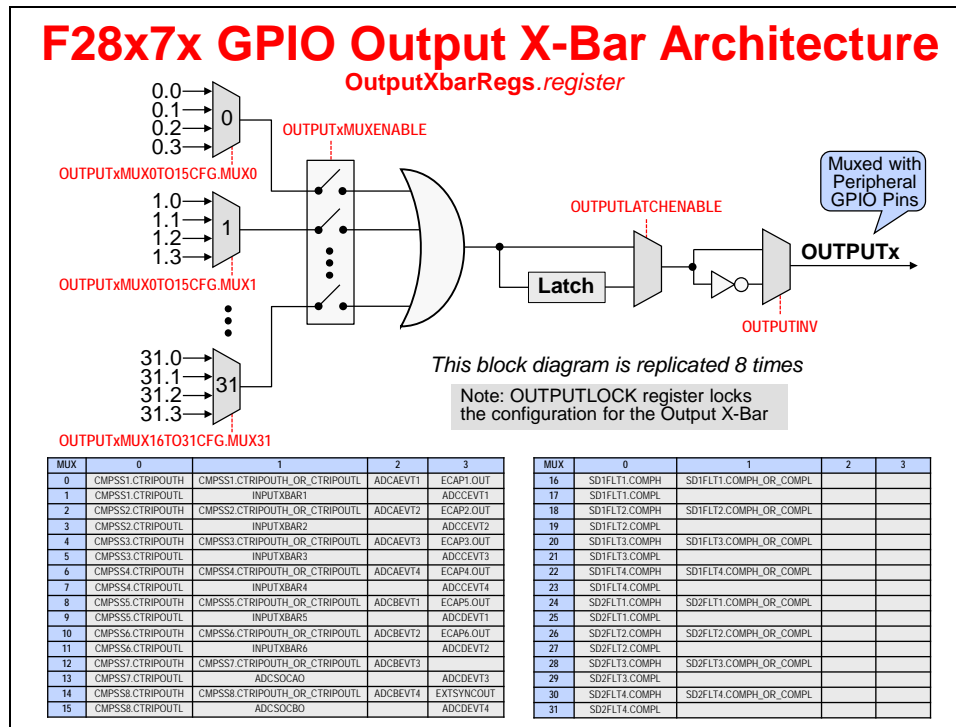 F28x7x GPIO Output X-Bar Architecture
OutputXbarRegs.register
0.0
0.1
0.2
0.3
0
OUTPUTxMUX0TO15CFG.MUX0
OUTPUTxMUXENABLE
1.0
1.1
1.2
1.3
1
OUTPUTxMUX0TO15CFG.MUX1
31.0
31.1
31.2
31.3
31
OUTPUTxMUX16TO31CFG.MUX31
Latch
OUTPUTLATCHENABLE
OUTPUTINV
Muxed with
Peripheral
GPIO Pins
OUTPUTx
This block diagram is replicated 8 times
Note: OUTPUTLOCK register locks
the configuration for the Output X-Bar
MUX 0 1 2 3
0 CMPSS1.CTRIPOUTH CMPSS1.CTRIPOUTH_OR_CTRIPOUTL ADCAEVT1 ECAP1.OUT
1 CMPSS1.CTRIPOUTL INPUTXBAR1 ADCCEVT1
2 CMPSS2.CTRIPOUTH CMPSS2.CTRIPOUTH_OR_CTRIPOUTL ADCAEVT2 ECAP2.OUT
3 CMPSS2.CTRIPOUTL INPUTXBAR2 ADCCEVT2
4 CMPSS3.CTRIPOUTH CMPSS3.CTRIPOUTH_OR_CTRIPOUTL ADCAEVT3 ECAP3.OUT
5 CMPSS3.CTRIPOUTL INPUTXBAR3 ADCCEVT3
6 CMPSS4.CTRIPOUTH CMPSS4.CTRIPOUTH_OR_CTRIPOUTL ADCAEVT4 ECAP4.OUT
7 CMPSS4.CTRIPOUTL INPUTXBAR4 ADCCEVT4
8 CMPSS5.CTRIPOUTH CMPSS5.CTRIPOUTH_OR_CTRIPOUTL ADCBEVT1 ECAP5.OUT
9 CMPSS5.CTRIPOUTL INPUTXBAR5 ADCDEVT1
10 CMPSS6.CTRIPOUTH CMPSS6.CTRIPOUTH_OR_CTRIPOUTL ADCBEVT2 ECAP6.OUT
11 CMPSS6.CTRIPOUTL INPUTXBAR6 ADCDEVT2
12 CMPSS7.CTRIPOUTH CMPSS7.CTRIPOUTH_OR_CTRIPOUTL ADCBEVT3
13 CMPSS7.CTRIPOUTL ADCSOCAO ADCDEVT3
14 CMPSS8.CTRIPOUTH CMPSS8.CTRIPOUTH_OR_CTRIPOUTL ADCBEVT4 EXTSYNCOUT
15 CMPSS8.CTRIPOUTL ADCSOCBO ADCDEVT4
MUX 0 1 2 3
16 SD1FLT1.COMPH SD1FLT1.COMPH_OR_COMPL
17 SD1FLT1.COMPL
18 SD1FLT2.COMPH SD1FLT2.COMPH_OR_COMPL
19 SD1FLT2.COMPL
20 SD1FLT3.COMPH SD1FLT3.COMPH_OR_COMPL
21 SD1FLT3.COMPL
22 SD1FLT4.COMPH SD1FLT4.COMPH_OR_COMPL
23 SD1FLT4.COMPL
24 SD2FLT1.COMPH SD2FLT1.COMPH_OR_COMPL
25 SD2FLT1.COMPL
26 SD2FLT2.COMPH SD2FLT2.COMPH_OR_COMPL
27 SD2FLT2.COMPL
28 SD2FLT3.COMPH SD2FLT3.COMPH_OR_COMPL
29 SD2FLT3.COMPL
30 SD2FLT4.COMPH SD2FLT4.COMPH_OR_COMPL
31 SD2FLT4.COMPL